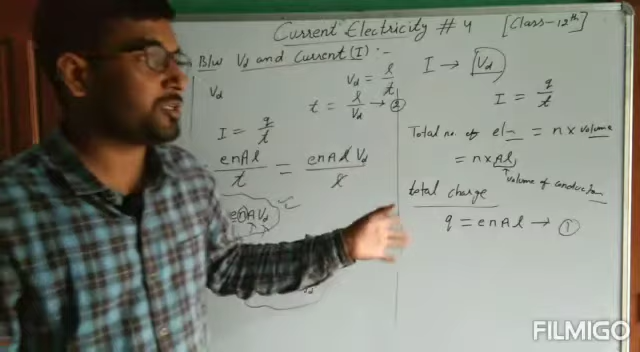 Current Electricity # 4 [Class-12th]
B/w Vd and Current (I) :-
Vd
Vd = l/t
t = l/Vd → ②
I = q/t
enAl/t = enAl Vd/l
enAVd
I → Vd
I = q/t
Total no. of el– = n × volume
= n × Al
↑volume of conductor
total charge
q = enAl → ①
FILMIGO